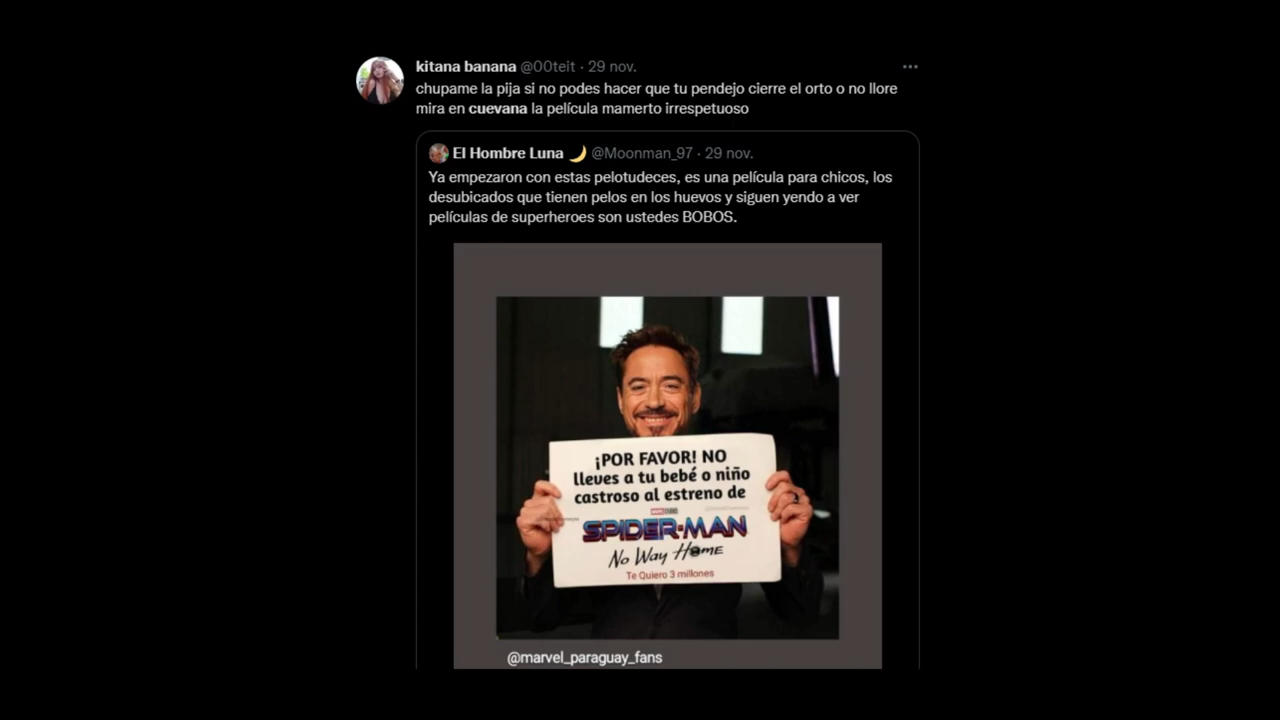 kitana banana @00teit · 29 nov.
chupame la pija si no podes hacer que tu pendejo cierre el orto o no llore
mira en cuevana la película mamerto irrespetuoso
El Hombre Luna 🌙 @Moonman_97 · 29 nov.
Ya empezaron con estas pelotudeces, es una película para chicos, los
desubicados que tienen pelos en los huevos y siguen yendo a ver
películas de superheroes son ustedes BOBOS.
¡POR FAVOR! NO
lleves a tu bebé o niño
castroso al estreno de
SPIDER-MAN
No Way Home
Te Quiero 3 millones
@marvel_paraguay_fans